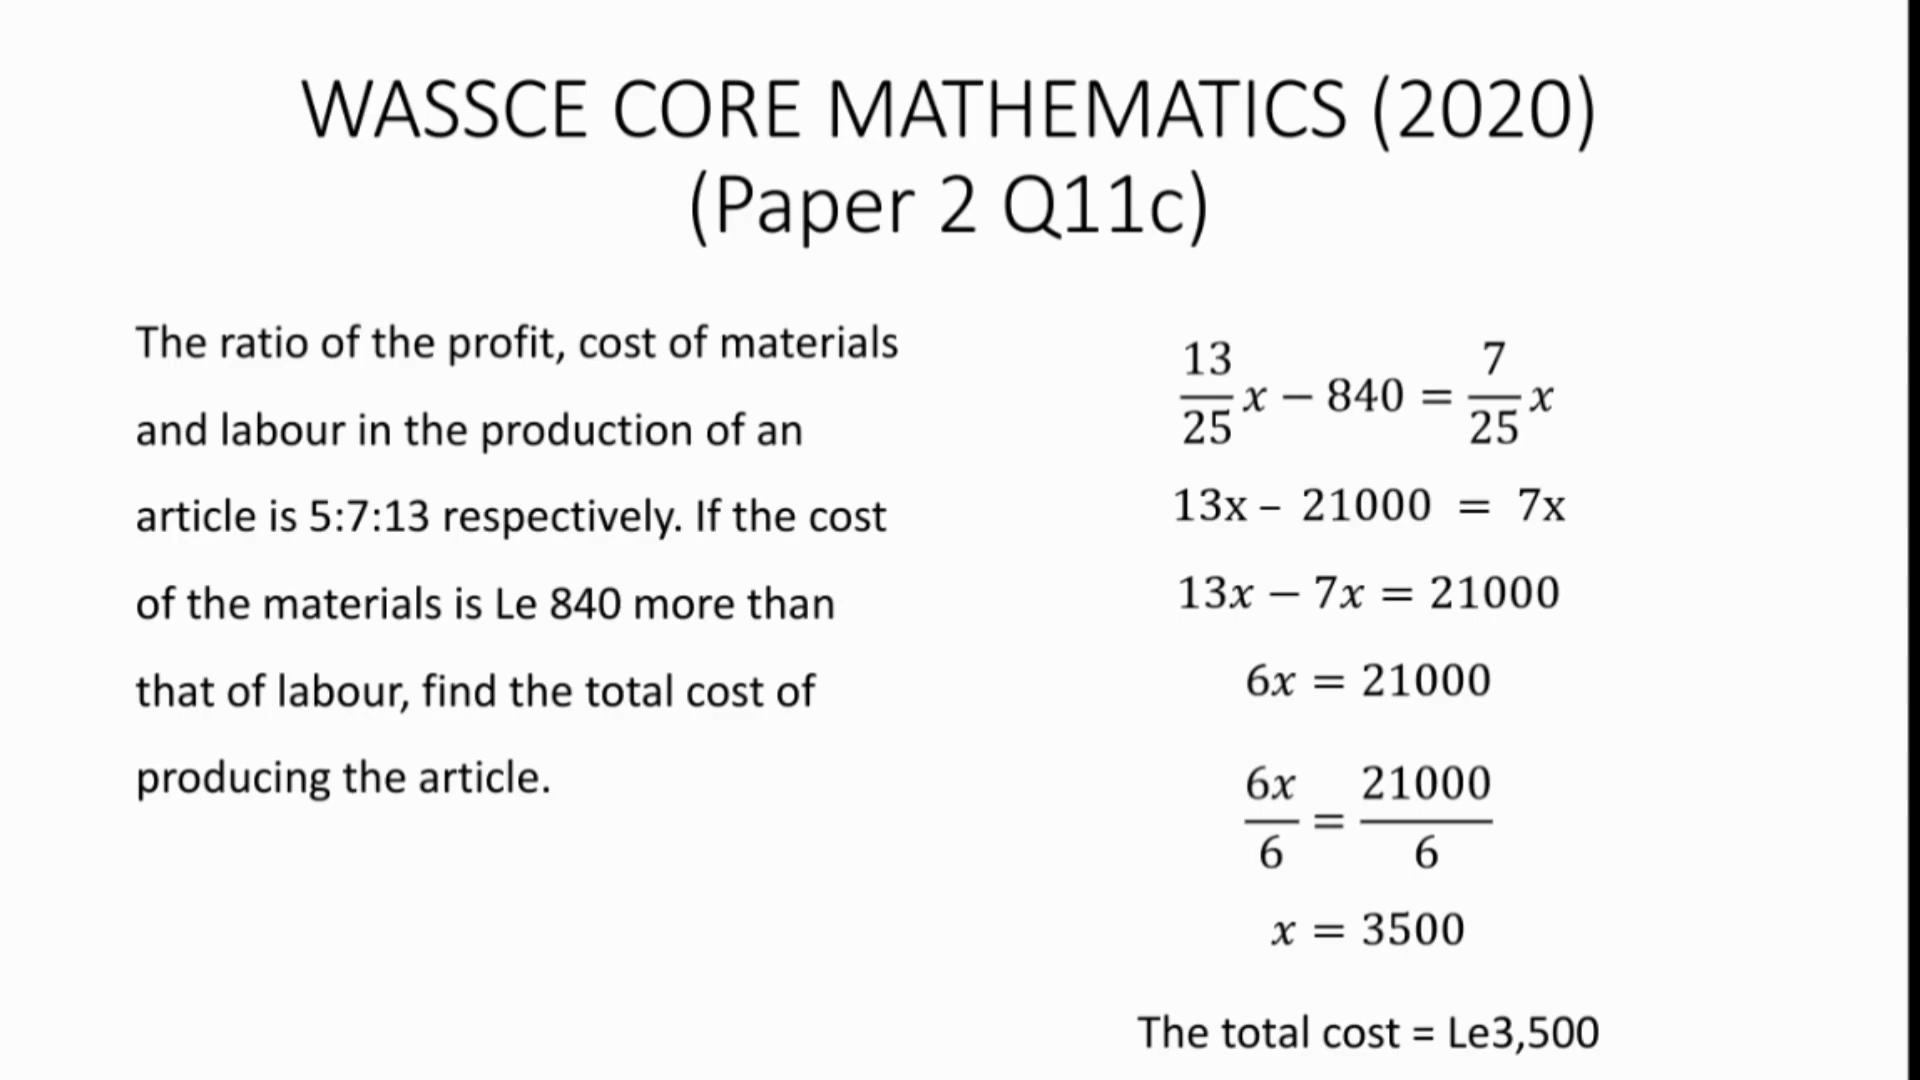 WASSCE CORE MATHEMATICS (2020)
(Paper 2 Q11c)
The ratio of the profit, cost of materials
and labour in the production of an
article is 5:7:13 respectively. If the cost
of the materials is Le 840 more than
that of labour, find the total cost of
producing the article.
13/25 x − 840 = 7/25 x
13x – 21000 = 7x
13x − 7x = 21000
6x = 21000
6x/6 = 21000/6
x = 3500
The total cost = Le3,500